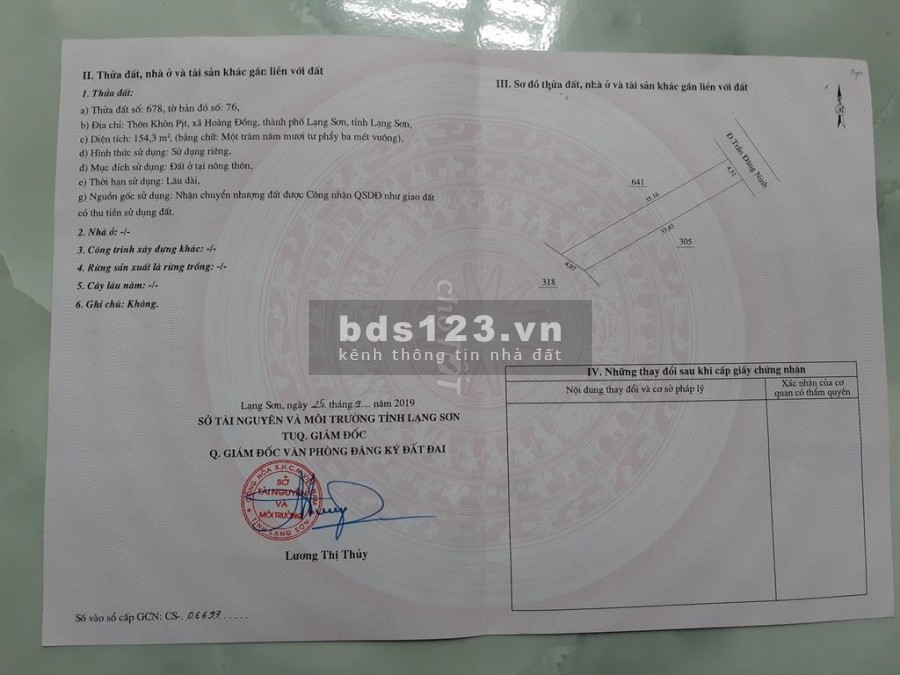 II. Thửa đất, nhà ở và tài sản khác gắn liền với đất
1. Thửa đất:
a) Thửa đất số: 678, tờ bản đồ số: 76,
b) Địa chỉ: Thôn Khòn Pịt, xã Hoàng Đồng, thành phố Lạng Sơn, tỉnh Lạng Sơn,
c) Diện tích: 154,3 m², (bằng chữ: Một trăm năm mươi tư phẩy ba mét vuông),
d) Hình thức sử dụng: Sử dụng riêng,
đ) Mục đích sử dụng: Đất ở tại nông thôn,
e) Thời hạn sử dụng: Lâu dài,
g) Nguồn gốc sử dụng: Nhận chuyển nhượng đất được Công nhận QSDĐ như giao đất
có thu tiền sử dụng đất.
2. Nhà ở: -/-
3. Công trình xây dựng khác: -/-
4. Rừng sản xuất là rừng trồng: -/-
5. Cây lâu năm: -/-
6. Ghi chú: Không.
Lạng Sơn, ngày 25 tháng 9 năm 2019
SỞ TÀI NGUYÊN VÀ MÔI TRƯỜNG TỈNH LẠNG SƠN
TUQ. GIÁM ĐỐC
Q. GIÁM ĐỐC VĂN PHÒNG ĐĂNG KÝ ĐẤT ĐAI
SỞ
TÀI NGUYÊN
VÀ
MÔI TRƯỜNG
TỈNH LẠNG SƠN
Lương Thị Thủy
Số vào sổ cấp GCN: CS-.06697......
III. Sơ đồ thửa đất, nhà ở và tài sản khác gắn liền với đất
Đ.Trần Đăng Ninh
641
35,16
4,51
33,43
305
4,97
318
chợ TỐT
bds123.vn
kênh thông tin nhà đất
IV. Những thay đổi sau khi cấp giấy chứng nhận
Nội dung thay đổi và cơ sở pháp lý
Xác nhận của cơ
quan có thẩm quyền